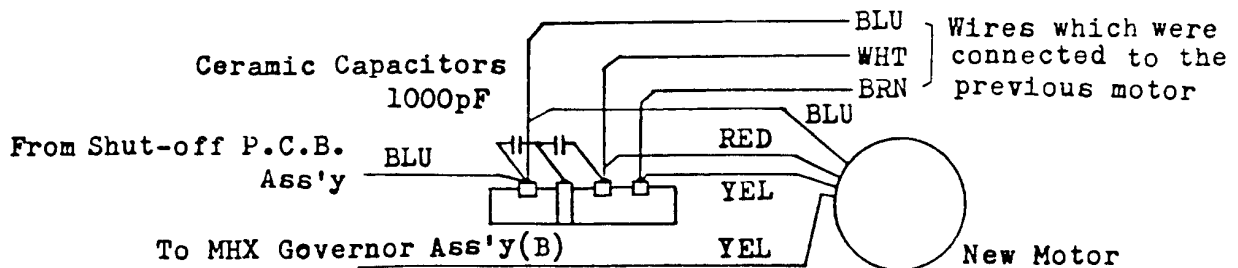 BLU
Wires which were
WHT
connected to the
Ceramic Capacitors
1000pF
BRN
previous motor
BLU
From Shut-off P.C.B.
Ass'y
BLU
RED
YEL
To MHX Governor Ass'y(B)
YEL
New Motor